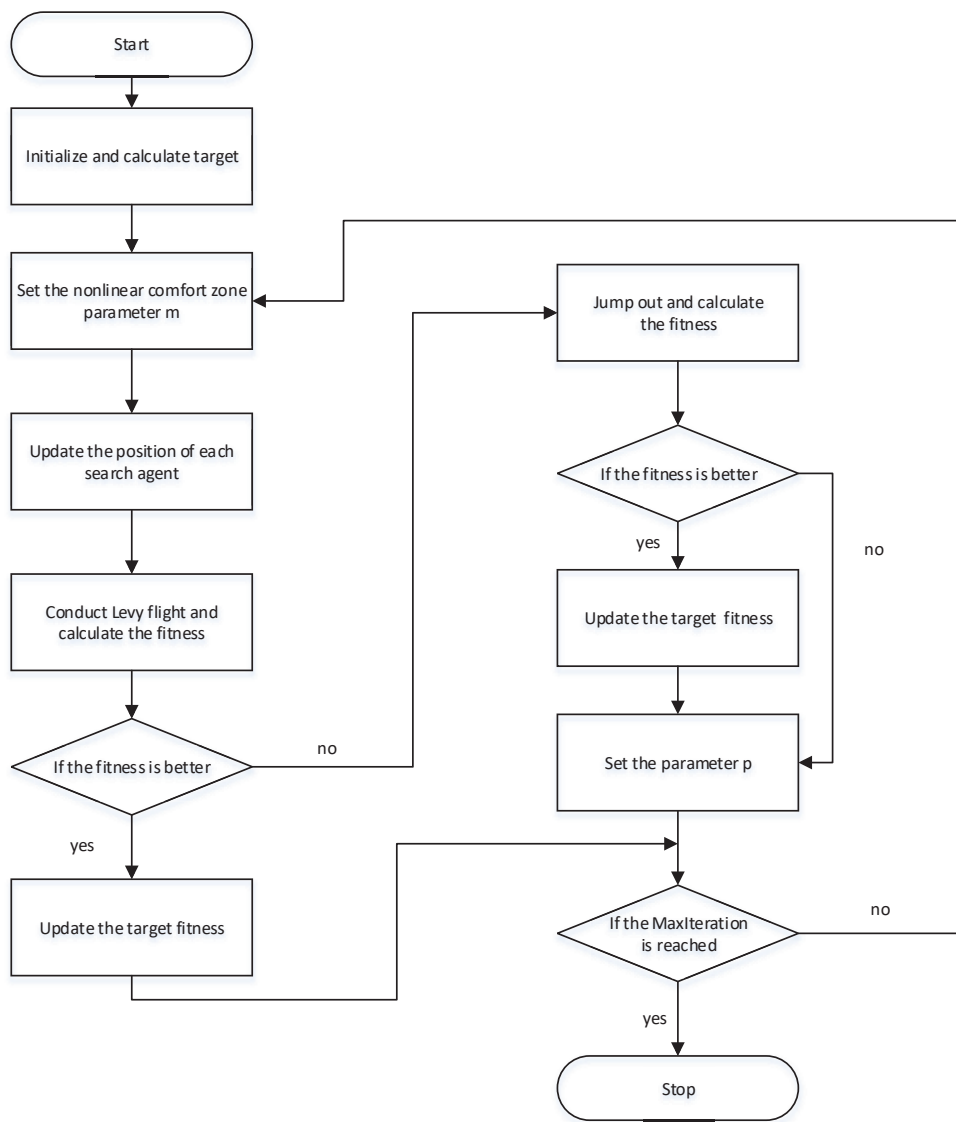 Start
Initialize and calculate target
Set the nonlinear comfort zone
parameter m
Update the position of each
search agent
Conduct Levy flight and
calculate the fitness
If the fitness is better
no
yes
Update the target fitness
Jump out and calculate
the fitness
If the fitness is better
no
yes
Update the target fitness
Set the parameter p
If the MaxIteration
is reached
no
yes
Stop